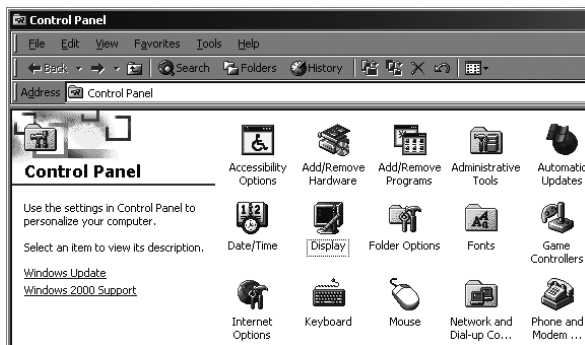 Control Panel
File Edit View Favorites Tools Help
Back Search Folders History
Address Control Panel
Control Panel
Use the settings in Control Panel to
personalize your computer.
Select an item to view its description.
Windows Update
Windows 2000 Support
Accessibility
Options
Add/Remove
Hardware
Add/Remove
Programs
Administrative
Tools
Automatic
Updates
Date/Time
Display
Folder Options
Fonts
Game
Controllers
Internet
Options
Keyboard
Mouse
Network and
Dial-up Co...
Phone and
Modem ...